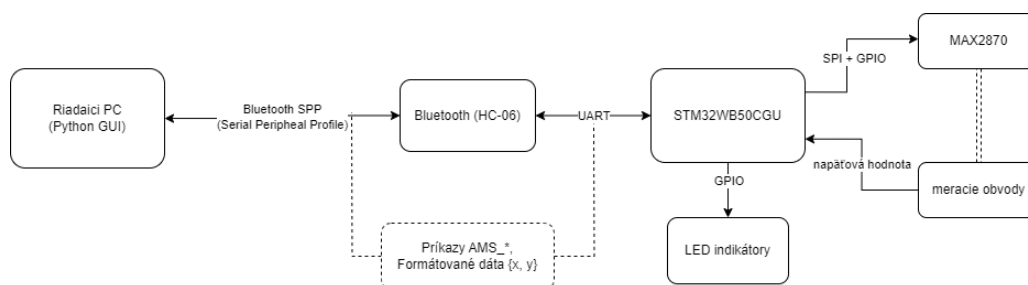 MAX2870
SPI + GPIO
Riadaici PC
(Python GUI)
Bluetooth SPP
(Serial Peripheal Profile)
Bluetooth (HC-06)
UART
STM32WB50CGU
napäťová hodnota
GPIO
meracie obvody
Príkazy AMS_*,
Formátované dáta {x, y}
LED indikátory